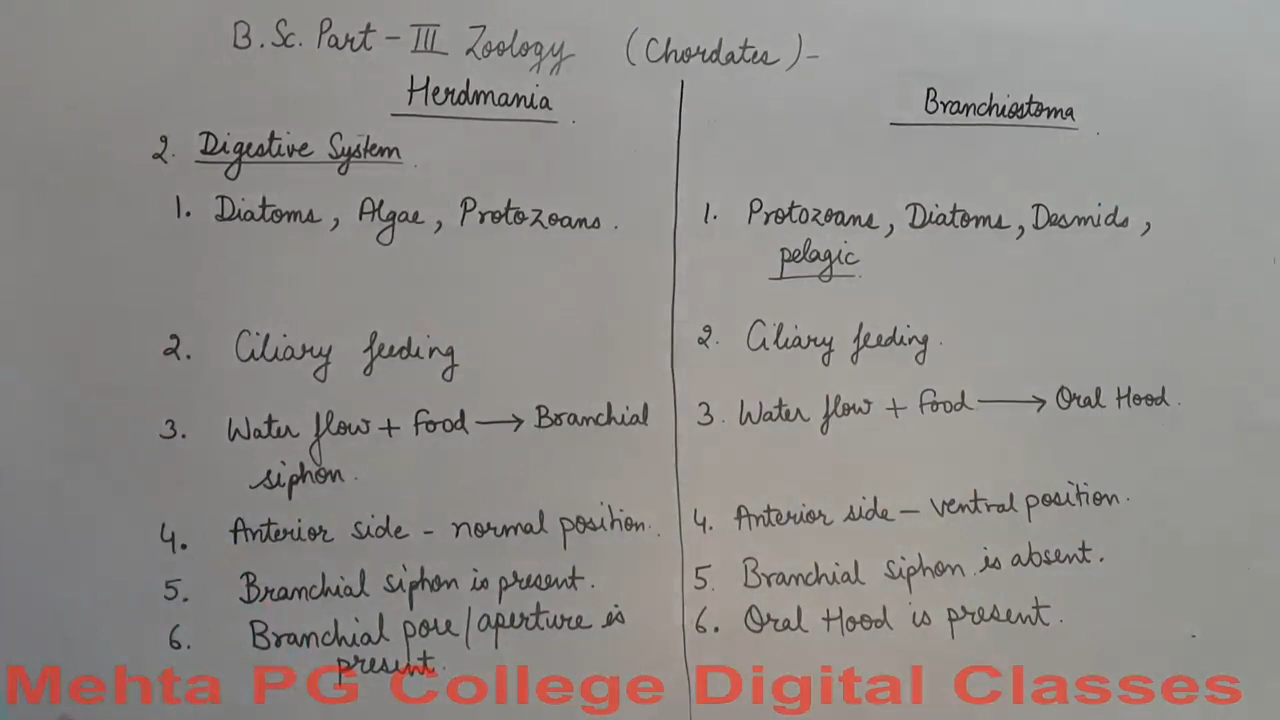 B.Sc. Part - III Zoology (Chordates) -
Herdmania
2. Digestive System
1. Diatoms, Algae, Protozoans.
2. Ciliary feeding
3. Water flow + food → Branchial
siphon.
4. Anterior side - normal position.
5. Branchial siphon is present.
6. Branchial pore/aperture is
present.
Branchiostoma
1. Protozoans, Diatoms, Desmids,
pelagic
2. Ciliary feeding.
3. Water flow + food → Oral Hood.
4. Anterior side - ventral position.
5. Branchial siphon is absent.
6. Oral Hood is present.
Mehta PG College Digital Classes